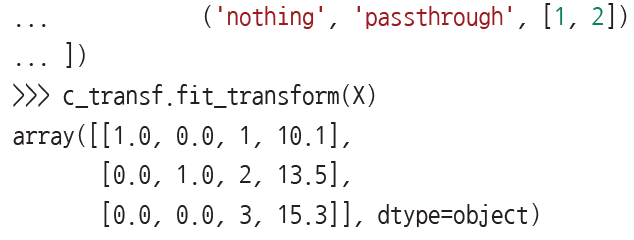 ...            ('nothing', 'passthrough', [1, 2])
... ])
>>> c_transf.fit_transform(X)
array([[1.0, 0.0, 1, 10.1],
       [0.0, 1.0, 2, 13.5],
       [0.0, 0.0, 3, 15.3]], dtype=object)